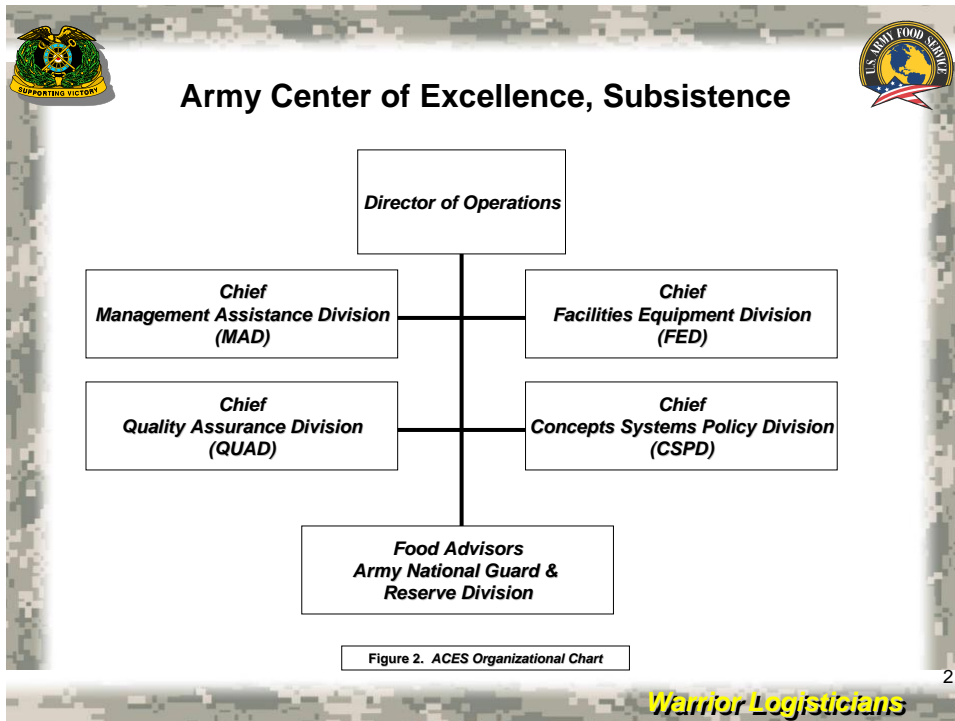 SUPPORTING VICTORY
U.S. ARMY FOOD SERVICE
Army Center of Excellence, Subsistence
Director of Operations
Chief
Management Assistance Division
(MAD)
Chief
Facilities Equipment Division
(FED)
Chief
Quality Assurance Division
(QUAD)
Chief
Concepts Systems Policy Division
(CSPD)
Food Advisors
Army National Guard &
Reserve Division
Figure 2. ACES Organizational Chart
2
Warrior Logisticians